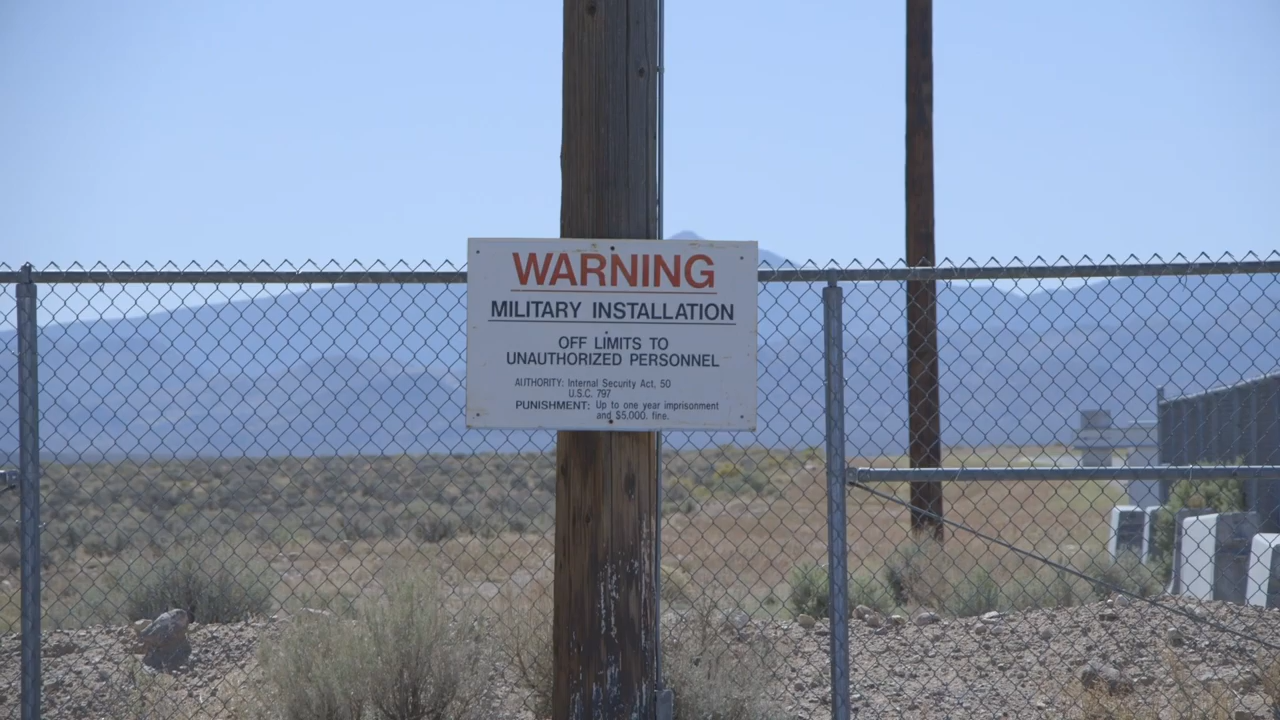 WARNING
MILITARY INSTALLATION
OFF LIMITS TO
UNAUTHORIZED PERSONNEL
AUTHORITY: Internal Security Act, 50
U.S.C. 797
PUNISHMENT: Up to one year imprisonment
and $5,000. fine.